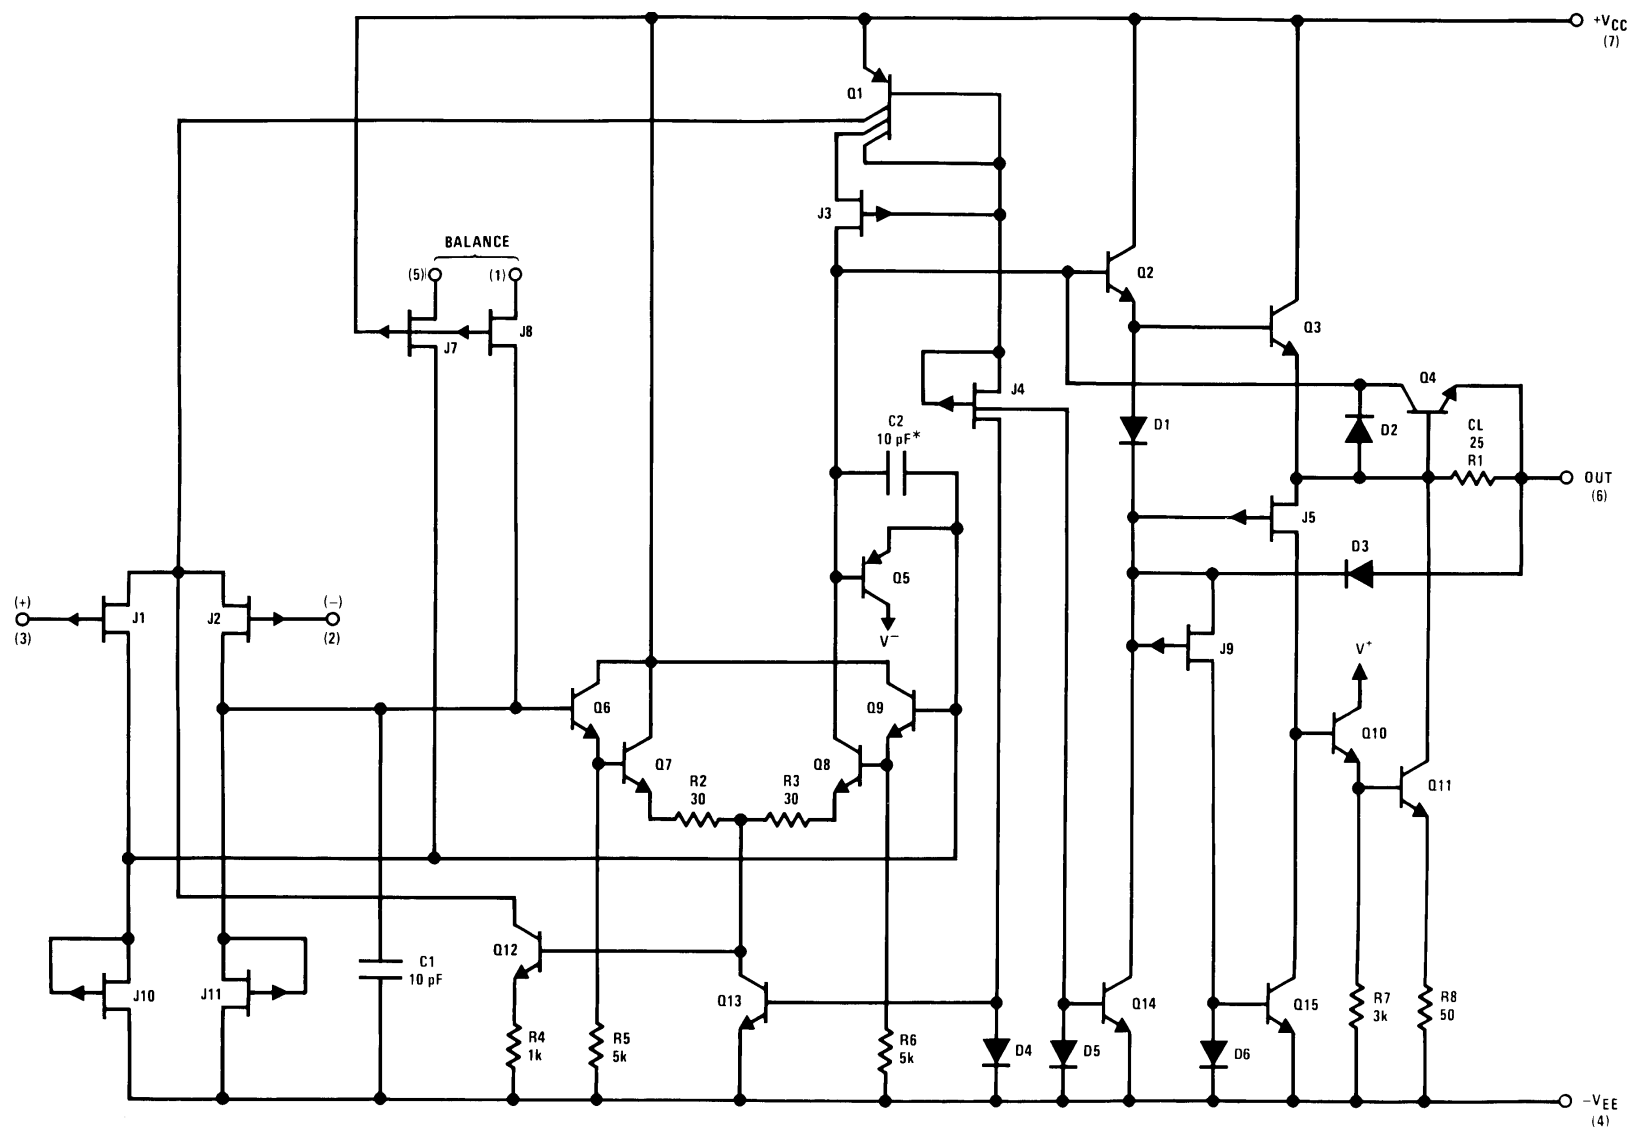 +VCC
(7)
Q1
J3
BALANCE
(5)
(1)
J7
J8
Q2
Q3
J4
Q4
C2
10 pF*
D1
D2
CL
25
R1
OUT
(6)
J5
D3
Q5
V−
(+)
(3)
J1
J2
(−)
(2)
J9
V+
Q6
Q9
Q7
Q8
R2
30
R3
30
Q10
Q11
J10
J11
C1
10 pF
Q12
Q13
Q14
Q15
R4
1k
R5
5k
R6
5k
D4
D5
D6
R7
3k
R8
50
−VEE
(4)